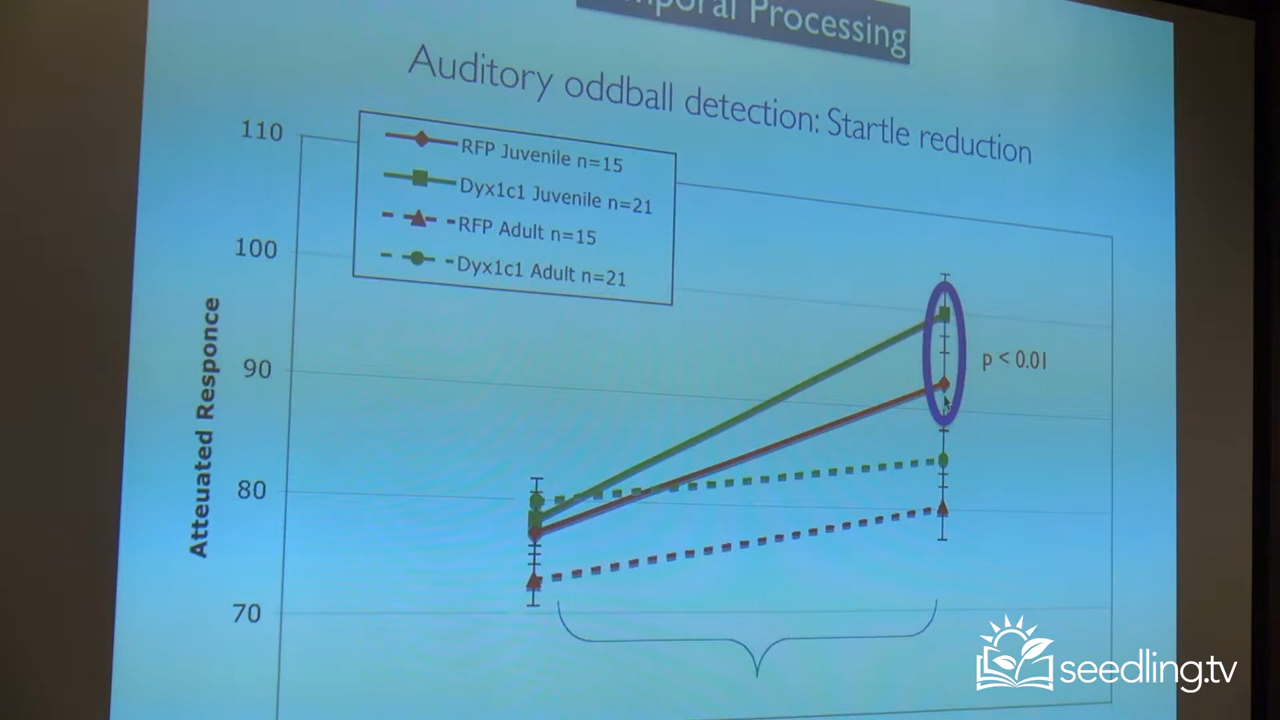 Processing
Auditory oddball detection: Startle reduction
110
100
90
80
70
Atteuated Responce
RFP Juvenile n=15
Dyx1c1 Juvenile n=21
RFP Adult n=15
Dyx1c1 Adult n=21
p < 0.01
seedling.tv